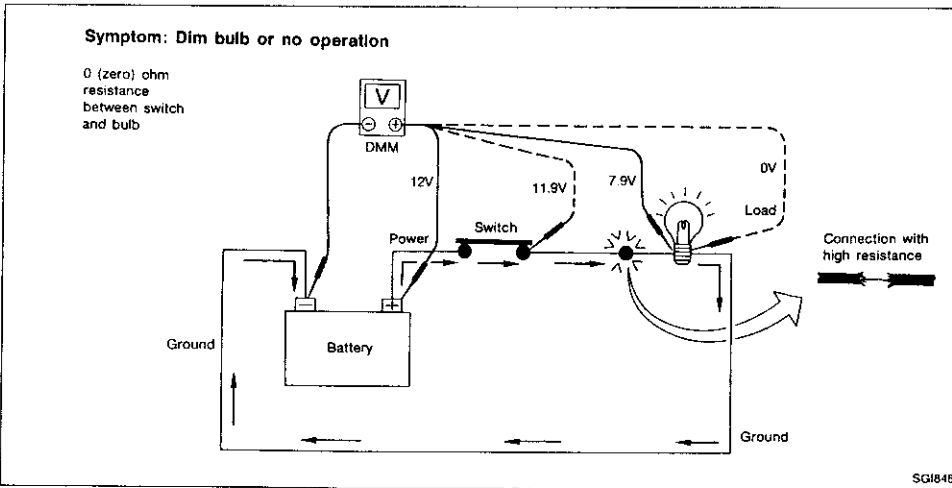 Symptom: Dim bulb or no operation
0 (zero) ohm
resistance
between switch
and bulb
V
DMM
12V
11.9V
7.9V
0V
Load
Power
Switch
Connection with
high resistance
Ground
Battery
Ground